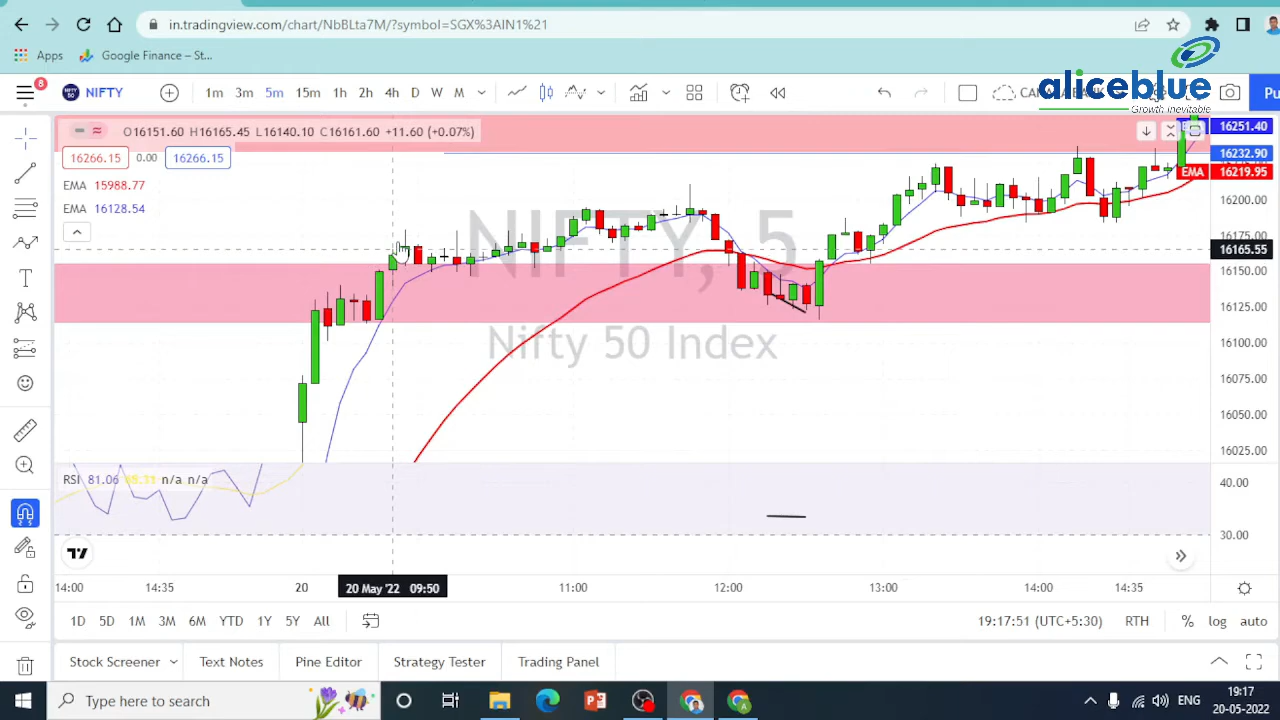 in.tradingview.com/chart/NbBLta7M/?symbol=SGX%3AIN1%21
Apps
Google Finance – St...
aliceblue
Growth Inevitable
8
NIFTY
1m 3m 5m 15m 1h 2h 4h D W M
Pu
O16151.60 H16165.45 L16140.10 C16161.60 +11.60 (+0.07%)
16266.15 0.00 16266.15
EMA 15988.77
EMA 16128.54
NIFTY, 5
Nifty 50 Index
16251.40
16232.90
EMA 16219.95
16200.00
16175.00
16165.55
16150.00
16125.00
16100.00
16075.00
16050.00
16025.00
RSI 81.06 n/a n/a
40.00
30.00
14:00 14:35 20 20 May '22 09:50 11:00 12:00 13:00 14:00 14:35
1D 5D 1M 3M 6M YTD 1Y 5Y All
19:17:51 (UTC+5:30) RTH % log auto
Stock Screener Text Notes Pine Editor Strategy Tester Trading Panel
Type here to search
ENG
19:17
20-05-2022